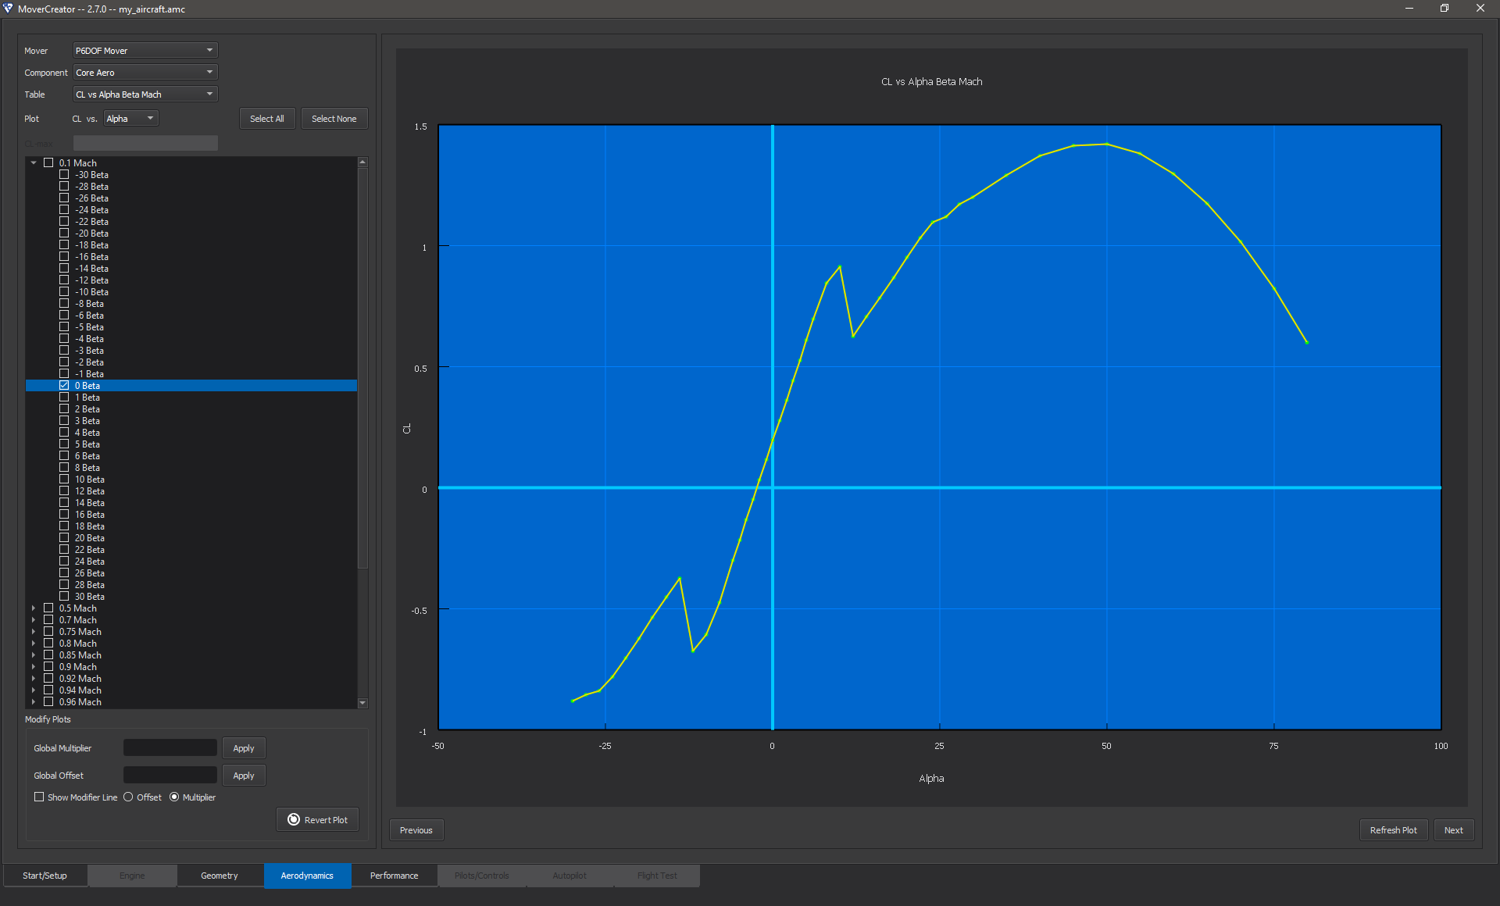 MoverCreator -- 2.7.0 -- my_aircraft.amc
Mover P6DOF Mover
Component Core Aero
Table CL vs Alpha Beta Mach
Plot CL vs. Alpha Select All Select None
0.1 Mach
-30 Beta
-28 Beta
-26 Beta
-24 Beta
-22 Beta
-20 Beta
-18 Beta
-16 Beta
-14 Beta
-12 Beta
-10 Beta
-8 Beta
-6 Beta
-5 Beta
-4 Beta
-3 Beta
-2 Beta
-1 Beta
0 Beta
1 Beta
2 Beta
3 Beta
4 Beta
5 Beta
6 Beta
8 Beta
10 Beta
12 Beta
14 Beta
16 Beta
18 Beta
20 Beta
22 Beta
24 Beta
26 Beta
28 Beta
30 Beta
0.5 Mach
0.7 Mach
0.75 Mach
0.8 Mach
0.85 Mach
0.9 Mach
0.92 Mach
0.94 Mach
0.96 Mach
Modify Plots
Global Multiplier Apply
Global Offset Apply
Show Modifier Line Offset Multiplier
Revert Plot
CL vs Alpha Beta Mach
1.5
1
0.5
CL
0
-0.5
-1
-50 -25 0 25 50 75 100
Alpha
Previous Refresh Plot Next
Start/Setup Engine Geometry Aerodynamics Performance Pilots/Controls Autopilot Flight Test